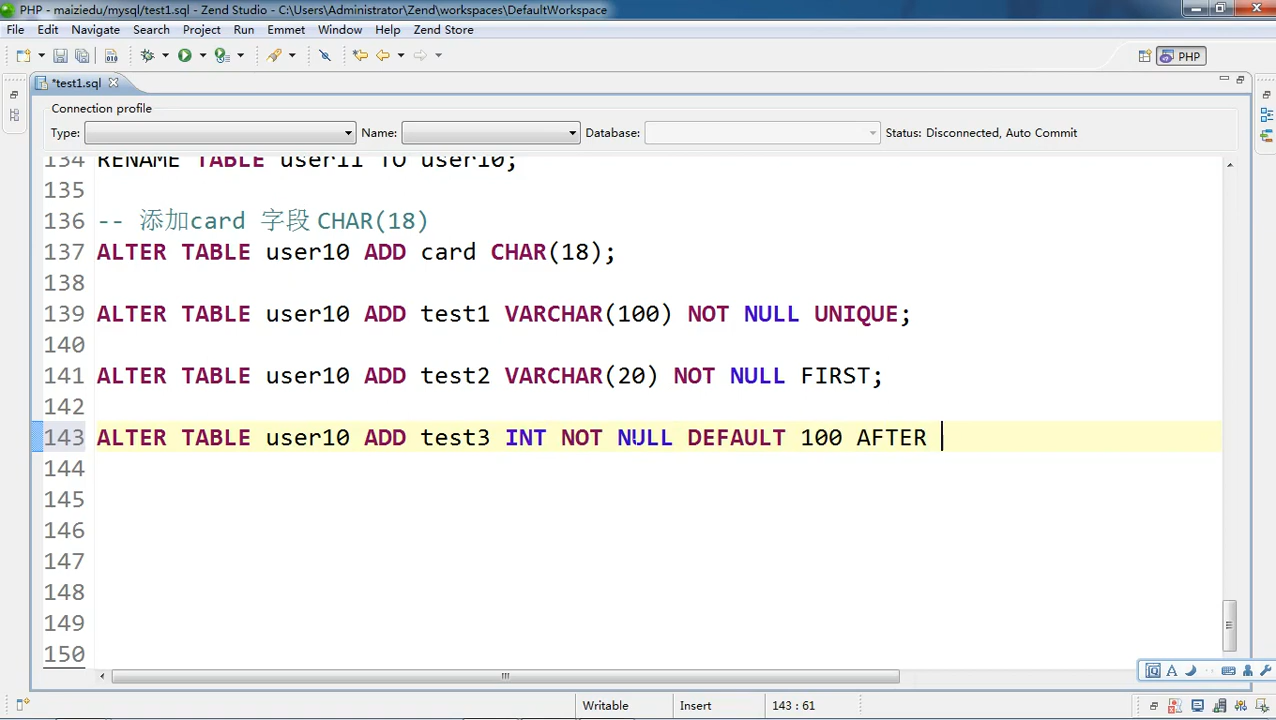 PHP - maiziedu/mysql/test1.sql - Zend Studio - C:\Users\Administrator\Zend\workspaces\DefaultWorkspace
File Edit Navigate Search Project Run Emmet Window Help Zend Store
PHP
*test1.sql
Connection profile
Type: Name: Database: Status: Disconnected, Auto Commit
134 RENAME TABLE user11 TO user10;
135
136 -- 添加card 字段 CHAR(18)
137 ALTER TABLE user10 ADD card CHAR(18);
138
139 ALTER TABLE user10 ADD test1 VARCHAR(100) NOT NULL UNIQUE;
140
141 ALTER TABLE user10 ADD test2 VARCHAR(20) NOT NULL FIRST;
142
143 ALTER TABLE user10 ADD test3 INT NOT NULL DEFAULT 100 AFTER
144
145
146
147
148
149
150
Writable Insert 143 : 61